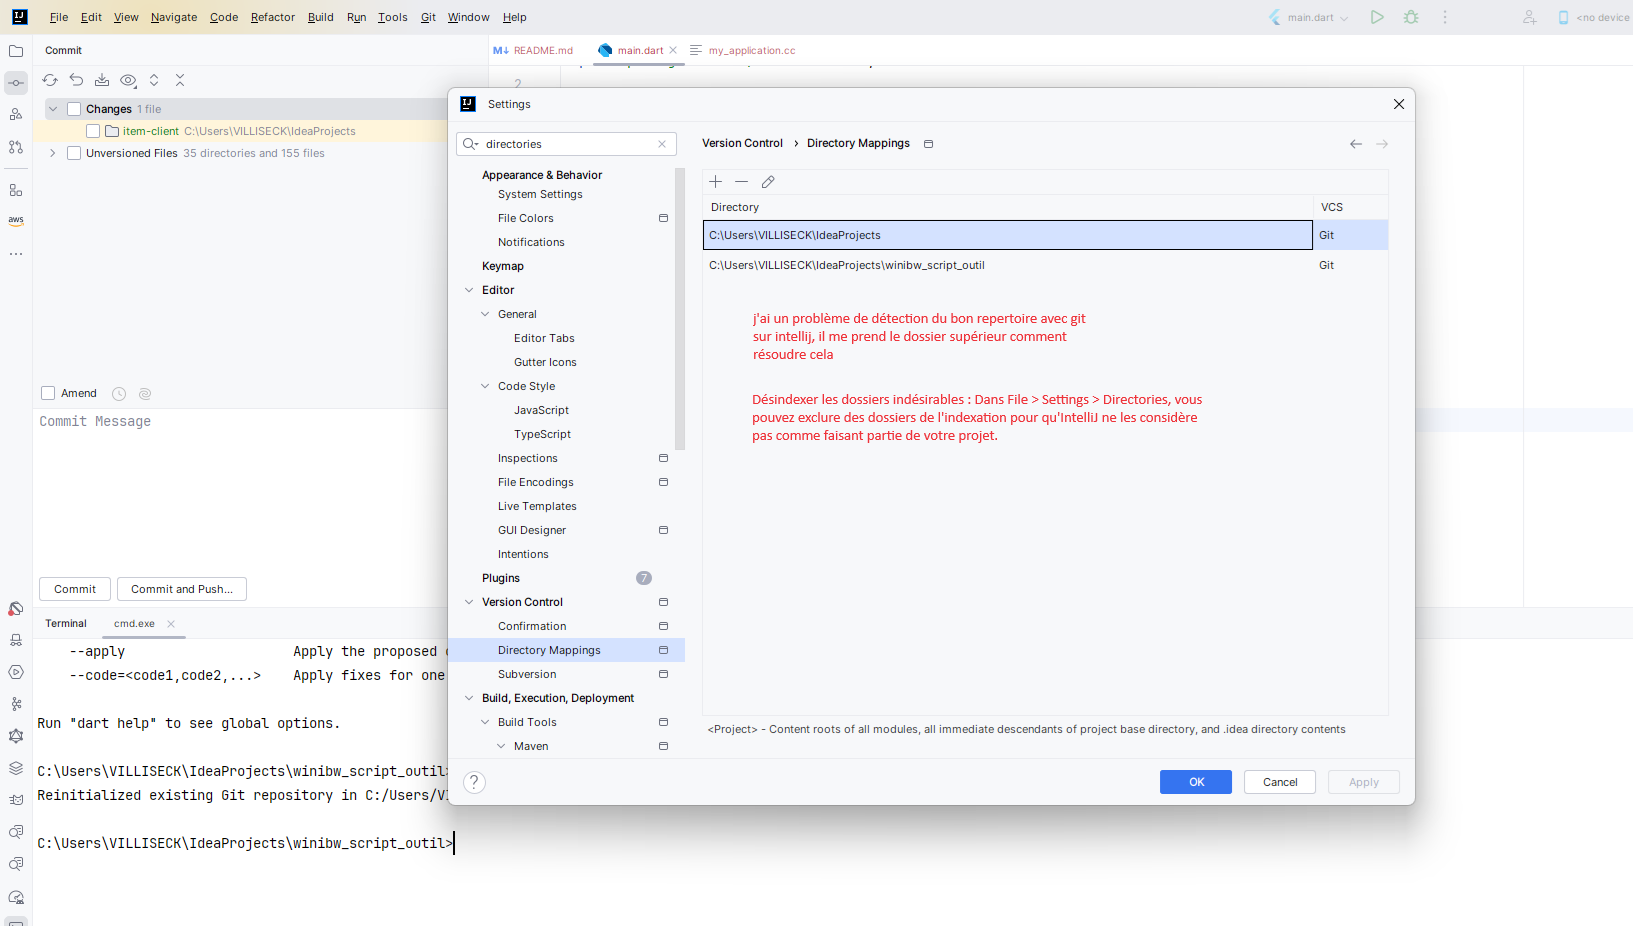 File Edit View Navigate Code Refactor Build Run Tools Git Window Help
main.dart
<no device
Commit
README.md main.dart my_application.cc
2
Changes 1 file
item-client C:\Users\VILLISECK\IdeaProjects
Unversioned Files 35 directories and 155 files
aws
Amend
Commit Message
Commit Commit and Push...
Terminal cmd.exe
--apply Apply the proposed
--code=<code1,code2,...> Apply fixes for one
Run "dart help" to see global options.
C:\Users\VILLISECK\IdeaProjects\winibw_script_outil>
Reinitialized existing Git repository in C:/Users/VI
C:\Users\VILLISECK\IdeaProjects\winibw_script_outil>
Settings
directories
Appearance & Behavior
System Settings
File Colors
Notifications
Keymap
Editor
General
Editor Tabs
Gutter Icons
Code Style
JavaScript
TypeScript
Inspections
File Encodings
Live Templates
GUI Designer
Intentions
Plugins 7
Version Control
Confirmation
Directory Mappings
Subversion
Build, Execution, Deployment
Build Tools
Maven
Version Control › Directory Mappings
Directory VCS
C:\Users\VILLISECK\IdeaProjects Git
C:\Users\VILLISECK\IdeaProjects\winibw_script_outil Git
j'ai un problème de détection du bon repertoire avec git
sur intellij, il me prend le dossier supérieur comment
résoudre cela
Désindexer les dossiers indésirables : Dans File > Settings > Directories, vous
pouvez exclure des dossiers de l'indexation pour qu'IntelliJ ne les considère
pas comme faisant partie de votre projet.
<Project> - Content roots of all modules, all immediate descendants of project base directory, and .idea directory contents
? OK Cancel Apply